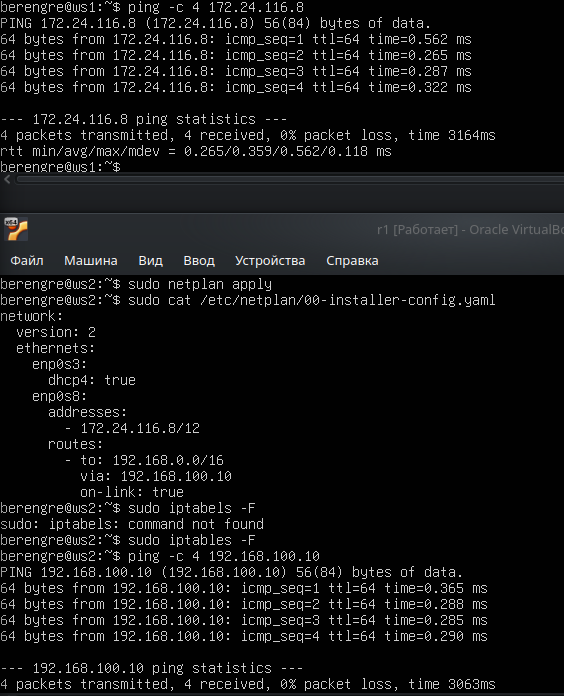 berengre@ws1:~$ ping -c 4 172.24.116.8
PING 172.24.116.8 (172.24.116.8) 56(84) bytes of data.
64 bytes from 172.24.116.8: icmp_seq=1 ttl=64 time=0.562 ms
64 bytes from 172.24.116.8: icmp_seq=2 ttl=64 time=0.265 ms
64 bytes from 172.24.116.8: icmp_seq=3 ttl=64 time=0.287 ms
64 bytes from 172.24.116.8: icmp_seq=4 ttl=64 time=0.322 ms

--- 172.24.116.8 ping statistics ---
4 packets transmitted, 4 received, 0% packet loss, time 3164ms
rtt min/avg/max/mdev = 0.265/0.359/0.562/0.118 ms
berengre@ws1:~$
r1 [Работает] - Oracle VirtualBo
Файл Машина Вид Ввод Устройства Справка
berengre@ws2:~$ sudo netplan apply
berengre@ws2:~$ sudo cat /etc/netplan/00-installer-config.yaml
network:
  version: 2
  ethernets:
    enp0s3:
      dhcp4: true
    enp0s8:
      addresses:
        - 172.24.116.8/12
      routes:
        - to: 192.168.0.0/16
          via: 192.168.100.10
          on-link: true
berengre@ws2:~$ sudo iptabels -F
sudo: iptabels: command not found
berengre@ws2:~$ sudo iptables -F
berengre@ws2:~$ ping -c 4 192.168.100.10
PING 192.168.100.10 (192.168.100.10) 56(84) bytes of data.
64 bytes from 192.168.100.10: icmp_seq=1 ttl=64 time=0.365 ms
64 bytes from 192.168.100.10: icmp_seq=2 ttl=64 time=0.288 ms
64 bytes from 192.168.100.10: icmp_seq=3 ttl=64 time=0.285 ms
64 bytes from 192.168.100.10: icmp_seq=4 ttl=64 time=0.290 ms

--- 192.168.100.10 ping statistics ---
4 packets transmitted, 4 received, 0% packet loss, time 3063ms